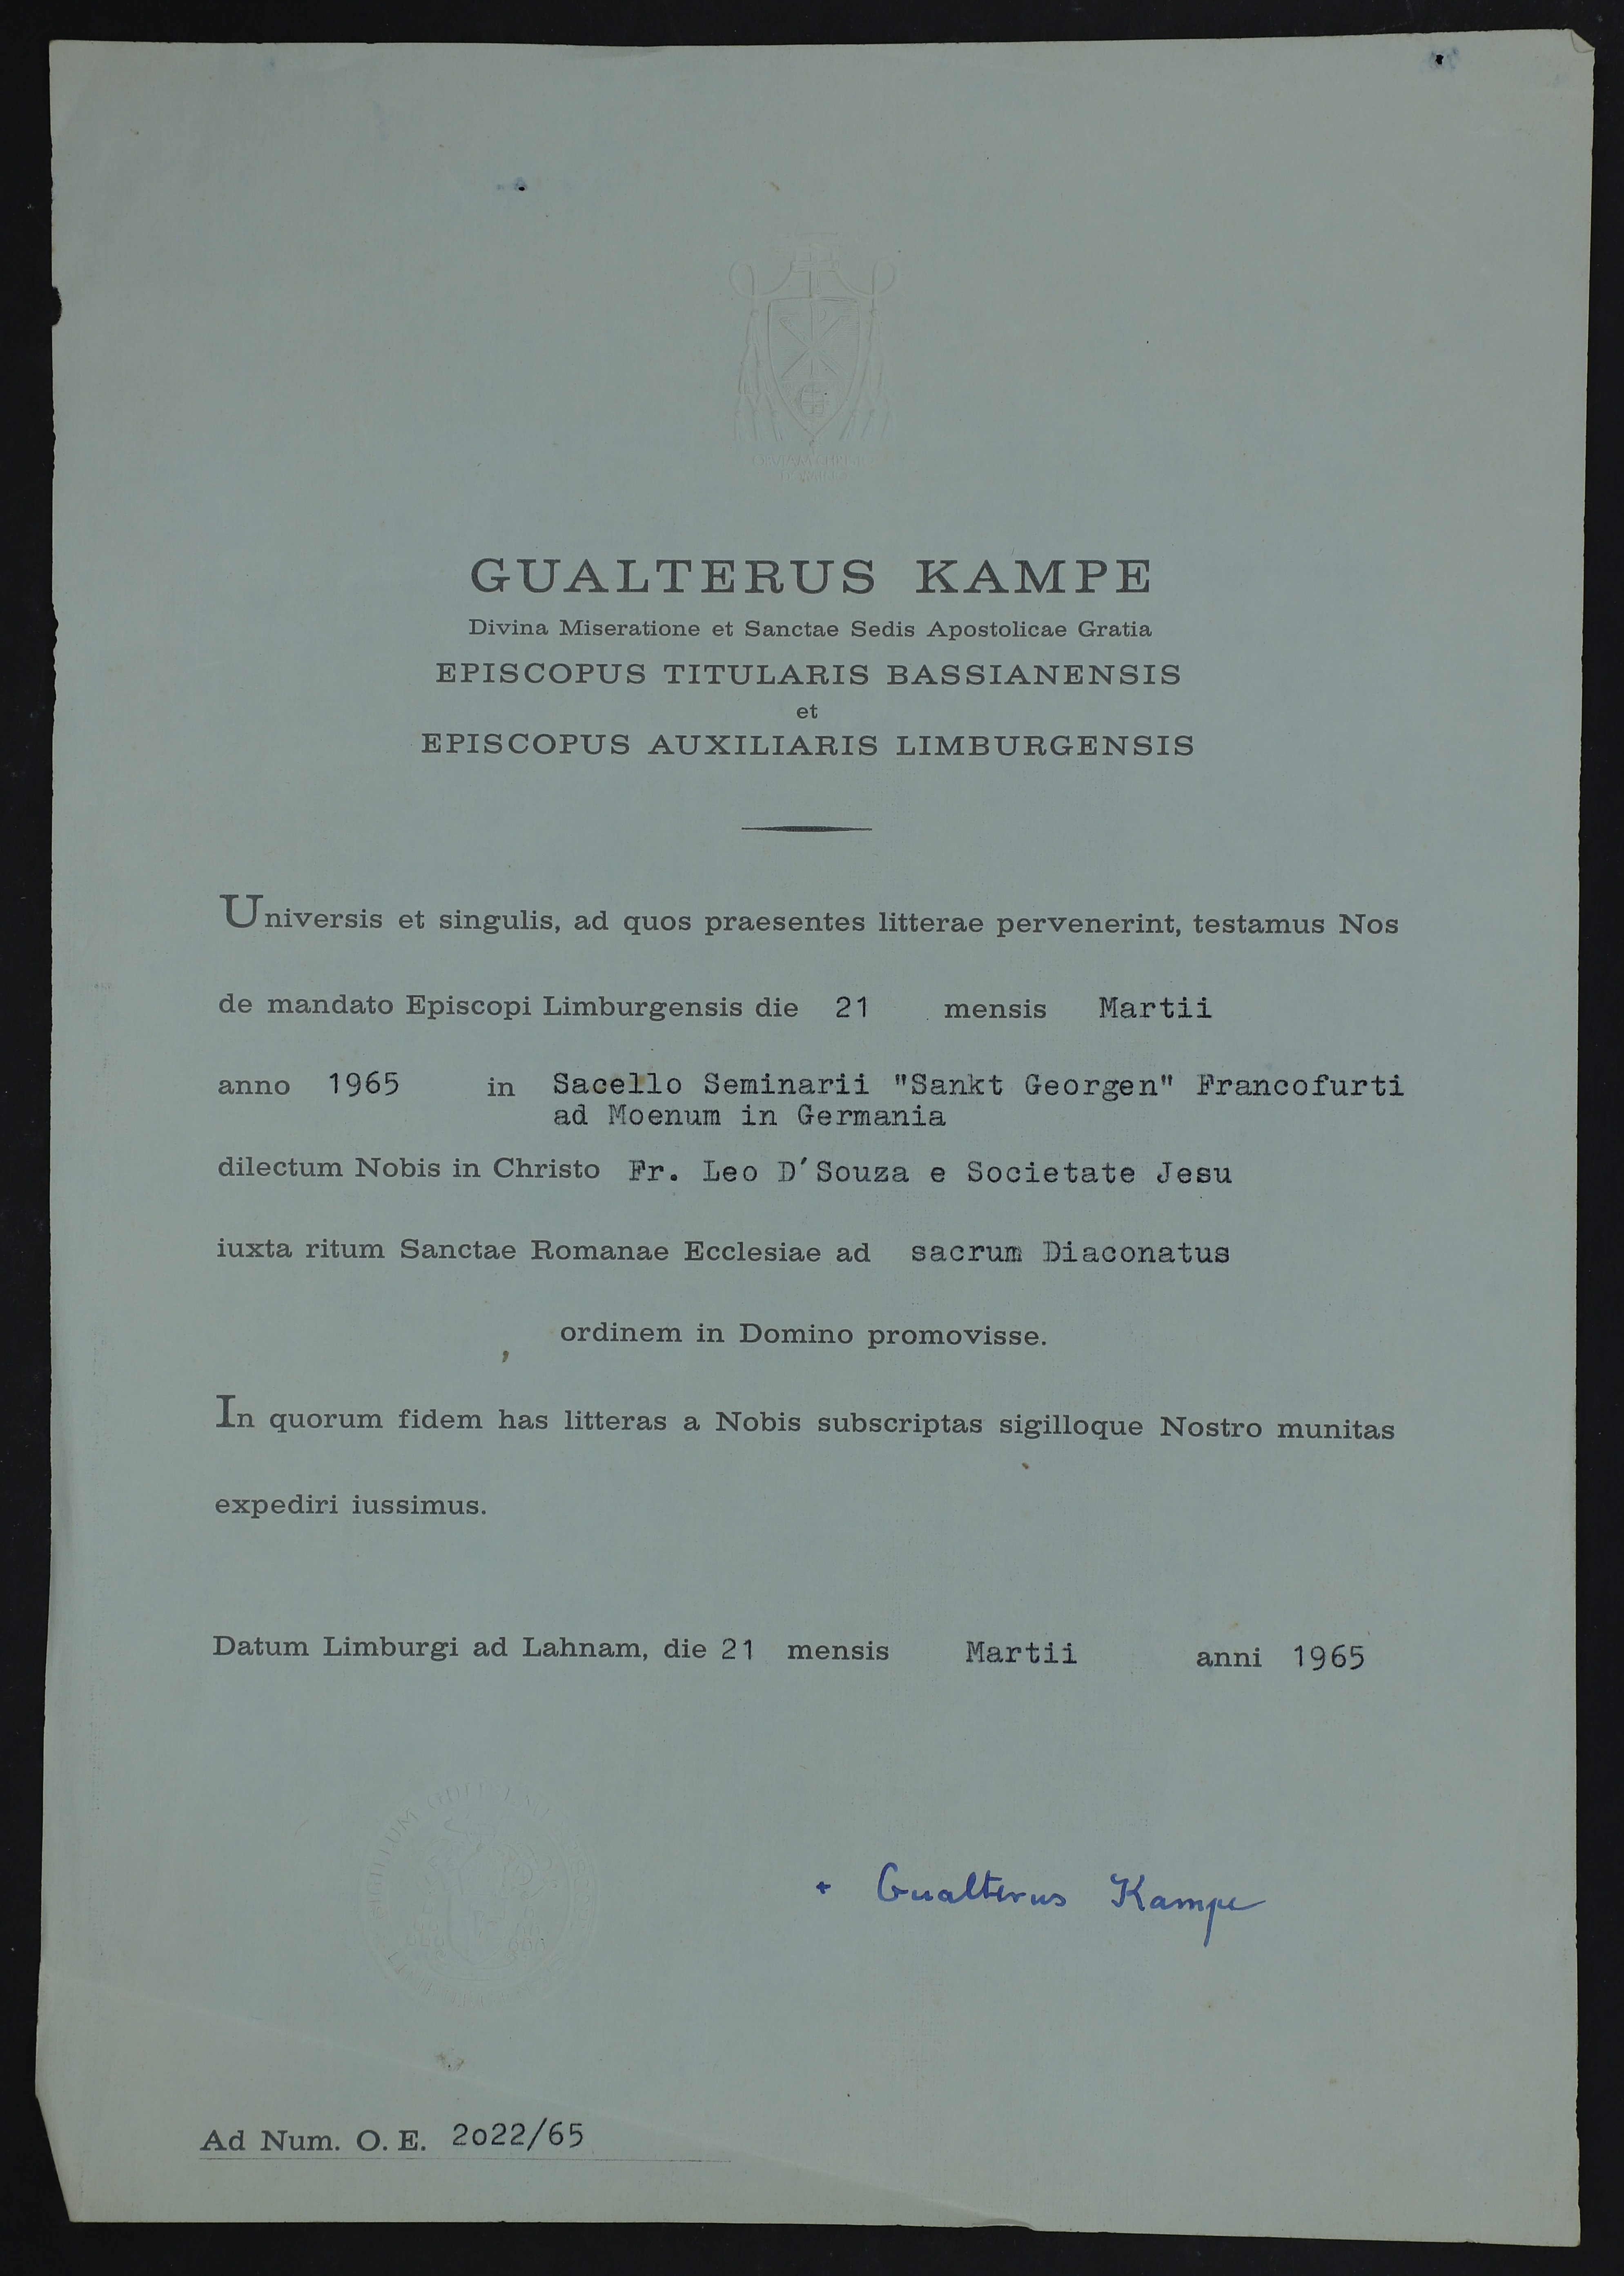 GUALTERUS KAMPE
Divina Miseratione et Sanctae Sedis Apostolicae Gratia
EPISCOPUS TITULARIS BASSIANENSIS
et
EPISCOPUS AUXILIARIS LIMBURGENSIS
Universis et singulis, ad quos praesentes litterae pervenerint, testamus Nos
de mandato Episcopi Limburgensis die 21 mensis Martii
anno 1965 in Sacello Seminarii "Sankt Georgen" Francofurti
ad Moenum in Germania
dilectum Nobis in Christo Fr. Leo D'Souza e Societate Jesu
iuxta ritum Sanctae Romanae Ecclesiae ad sacrum Diaconatus
ordinem in Domino promovisse.
In quorum fidem has litteras a Nobis subscriptas sigilloque Nostro munitas
expediri iussimus.
Datum Limburgi ad Lahnam, die 21 mensis Martii anni 1965
SIGILLUM
+ Gualterus Kampe
Ad Num. O. E. 2022/65